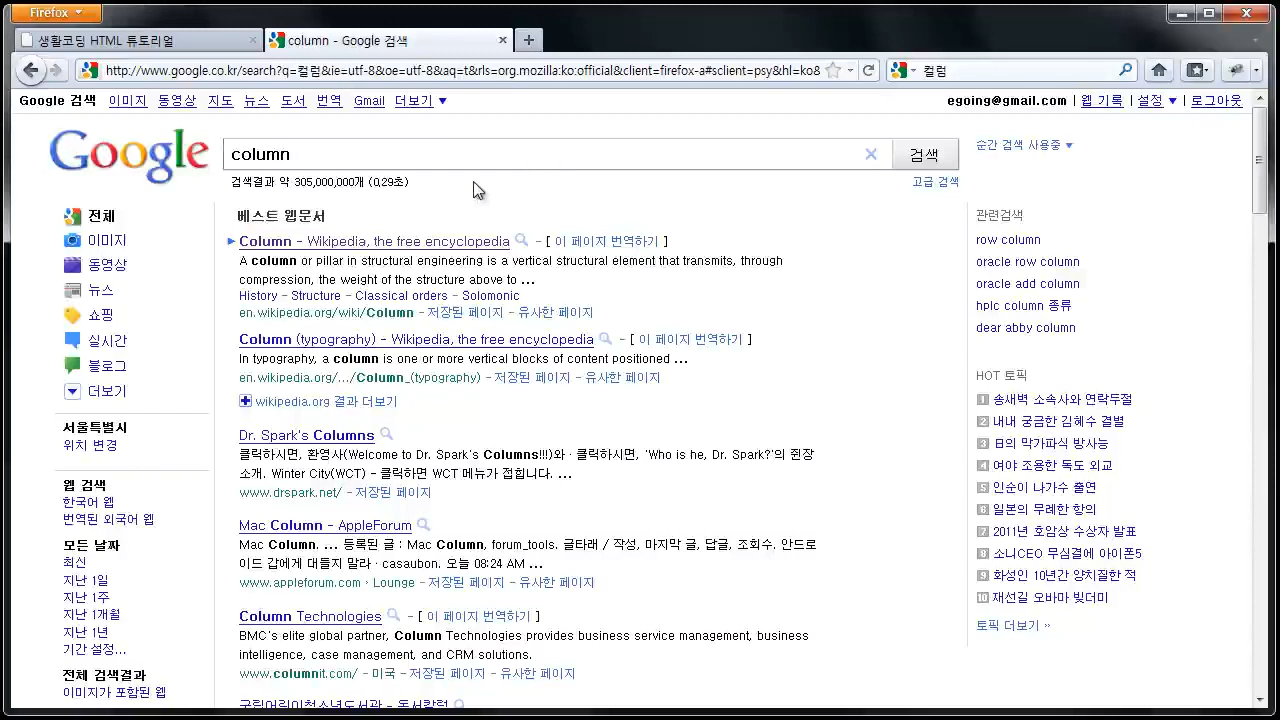 Firefox
생활코딩 HTML 튜토리얼
column - Google 검색
http://www.google.co.kr/search?q=컬럼&ie=utf-8&oe=utf-8&aq=t&rls=org.mozilla:ko:official&client=firefox-a#sclient=psy&hl=ko&
컬럼
Google 검색 이미지 동영상 지도 뉴스 도서 번역 Gmail 더보기 ▼
egoing@gmail.com | 웹 기록 | 설정 ▼ | 로그아웃
Google
column
검색
순간 검색 사용중 ▼
검색결과 약 305,000,000개 (0.29초)
고급 검색
전체
이미지
동영상
뉴스
쇼핑
실시간
블로그
더보기
서울특별시
위치 변경
웹 검색
한국어 웹
번역된 외국어 웹
모든 날짜
최신
지난 1일
지난 1주
지난 1개월
지난 1년
기간 설정...
전체 검색결과
이미지가 포함된 웹
베스트 웹문서
Column - Wikipedia, the free encyclopedia - [ 이 페이지 번역하기 ]
A column or pillar in structural engineering is a vertical structural element that transmits, through
compression, the weight of the structure above to ...
History - Structure - Classical orders - Solomonic
en.wikipedia.org/wiki/Column - 저장된 페이지 - 유사한 페이지
Column (typography) - Wikipedia, the free encyclopedia - [ 이 페이지 번역하기 ]
In typography, a column is one or more vertical blocks of content positioned ...
en.wikipedia.org/.../Column_(typography) - 저장된 페이지 - 유사한 페이지
wikipedia.org 결과 더보기
Dr. Spark's Columns
클릭하시면, 환영사(Welcome to Dr. Spark's Columns!!!)와 · 클릭하시면, 'Who is he, Dr. Spark?'의 쥔장
소개. Winter City(WCT) - 클릭하면 WCT 메뉴가 접힙니다. ...
www.drspark.net/ - 저장된 페이지
Mac Column - AppleForum
Mac Column. ... 등록된 글 : Mac Column, forum_tools. 글타래 / 작성, 마지막 글, 답글, 조회수. 안드로
이드 갑에게 대를지 말라 · casaubon. 오늘 08:24 AM ...
www.appleforum.com › Lounge - 저장된 페이지 - 유사한 페이지
Column Technologies - [ 이 페이지 번역하기 ]
BMC's elite global partner, Column Technologies provides business service management, business
intelligence, case management, and CRM solutions.
www.columnit.com/ - 미국 - 저장된 페이지 - 유사한 페이지
국립어린이청소년도서관 - 독서칼럼
관련검색
row column
oracle row column
oracle add column
hplc column 종류
dear abby column
HOT 토픽
1 송새벽 소속사와 연락두절
2 내내 궁금한 김혜수 결별
3 日의 막가파식 방사능
4 여야 조용한 독도 외교
5 인순이 나가수 출연
6 일본의 무례한 항의
7 2011년 호암상 수상자 발표
8 소니CEO 무심결에 아이폰5
9 화성인 10년간 양치질한 적
10 재선길 오바마 빚더미
토픽 더보기 »